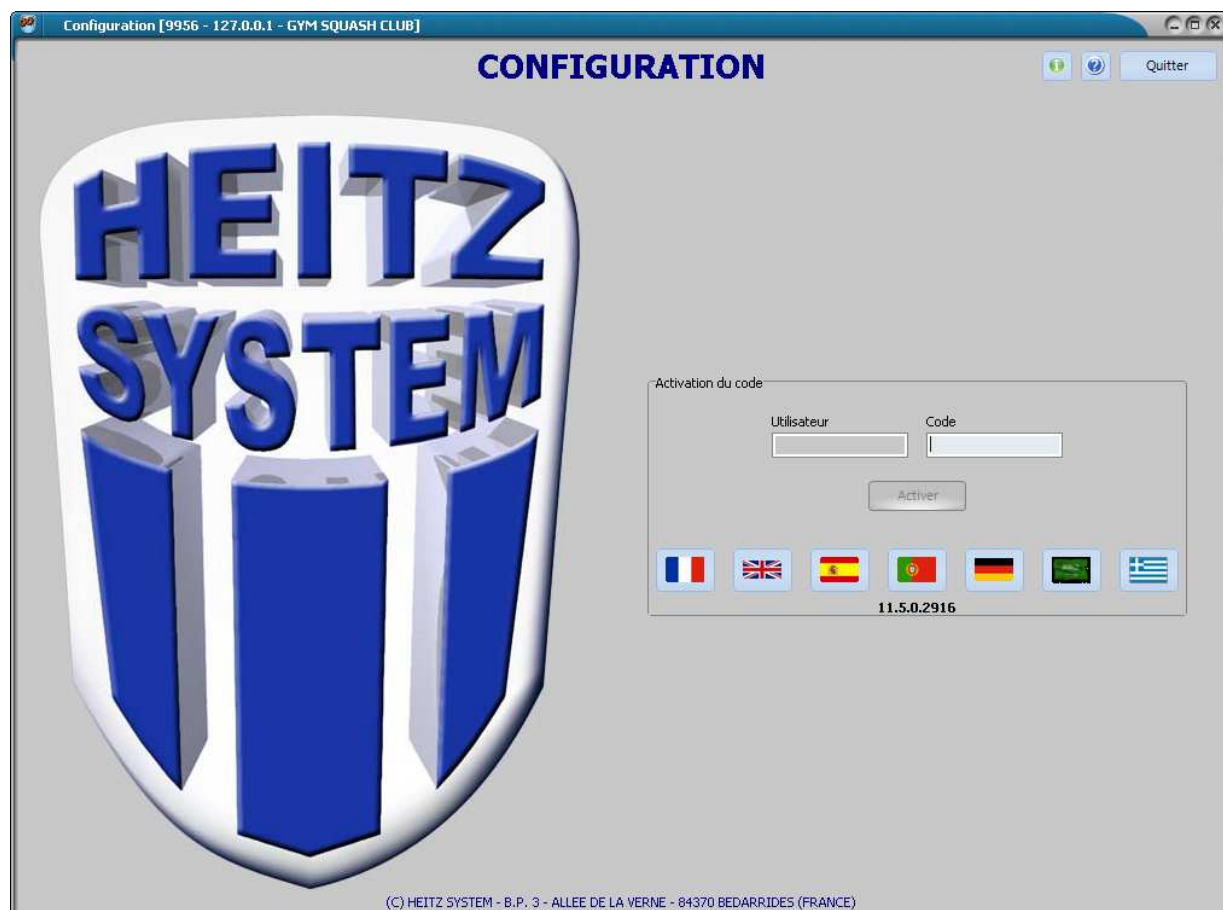 Configuration [9956 - 127.0.0.1 - GYM SQUASH CLUB]
CONFIGURATION
Quitter
HEITZ
SYSTEM
Activation du code
Utilisateur Code
Activer
11.5.0.2916
(C) HEITZ SYSTEM - B.P. 3 - ALLEE DE LA VERNE - 84370 BEDARRIDES (FRANCE)